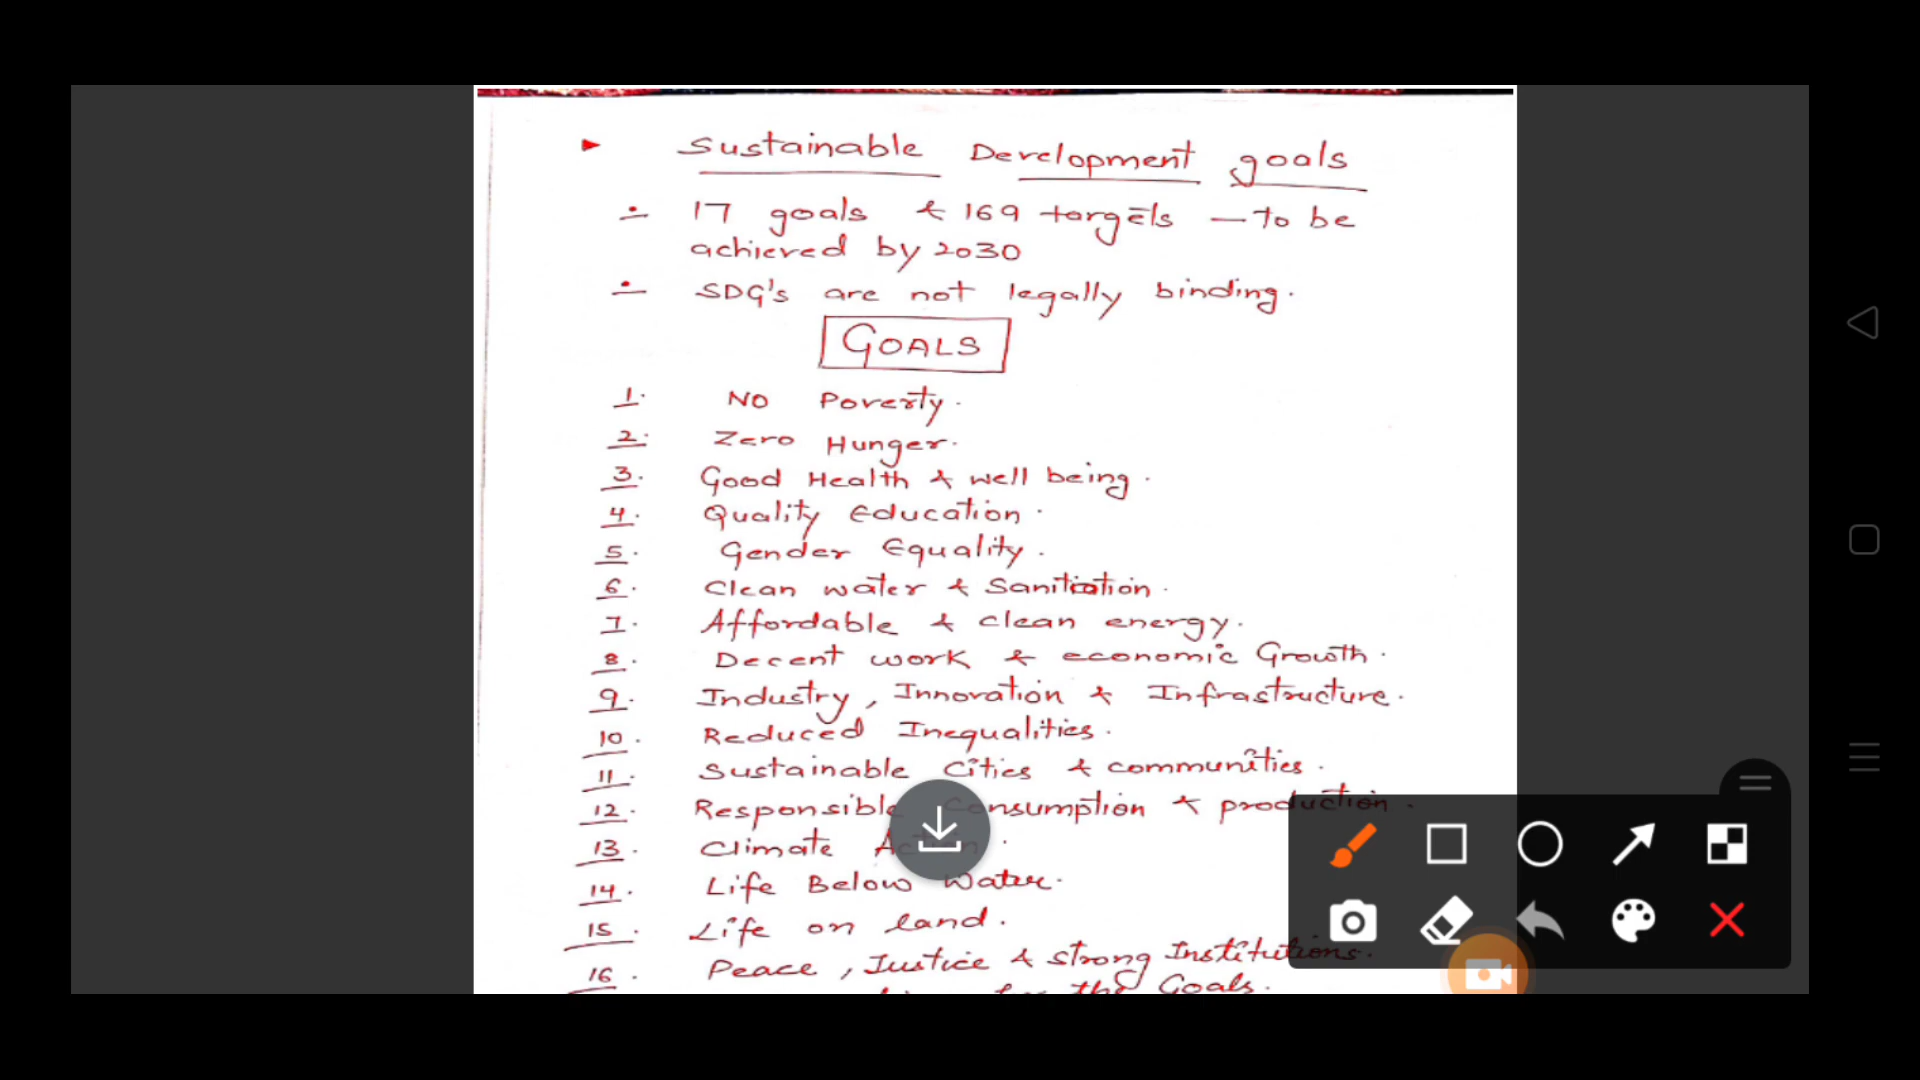 Sustainable Development goals
17 goals & 169 targets — to be
achieved by 2030
SDG's are not legally binding.
GOALS
1. No Poverty.
2. Zero Hunger.
3. Good Health & well being.
4. Quality Education.
5. Gender Equality.
6. Clean water & Sanitiation.
7. Affordable & clean energy.
8. Decent work & economic Growth.
9. Industry, Innovation & Infrastructure.
10. Reduced Inequalities.
11. Sustainable Cities & communities.
12. Responsible Consumption & production.
13. Climate Action.
14. Life Below Water.
15. Life on land.
16. Peace, Justice & strong Institutions.
for the Goals.